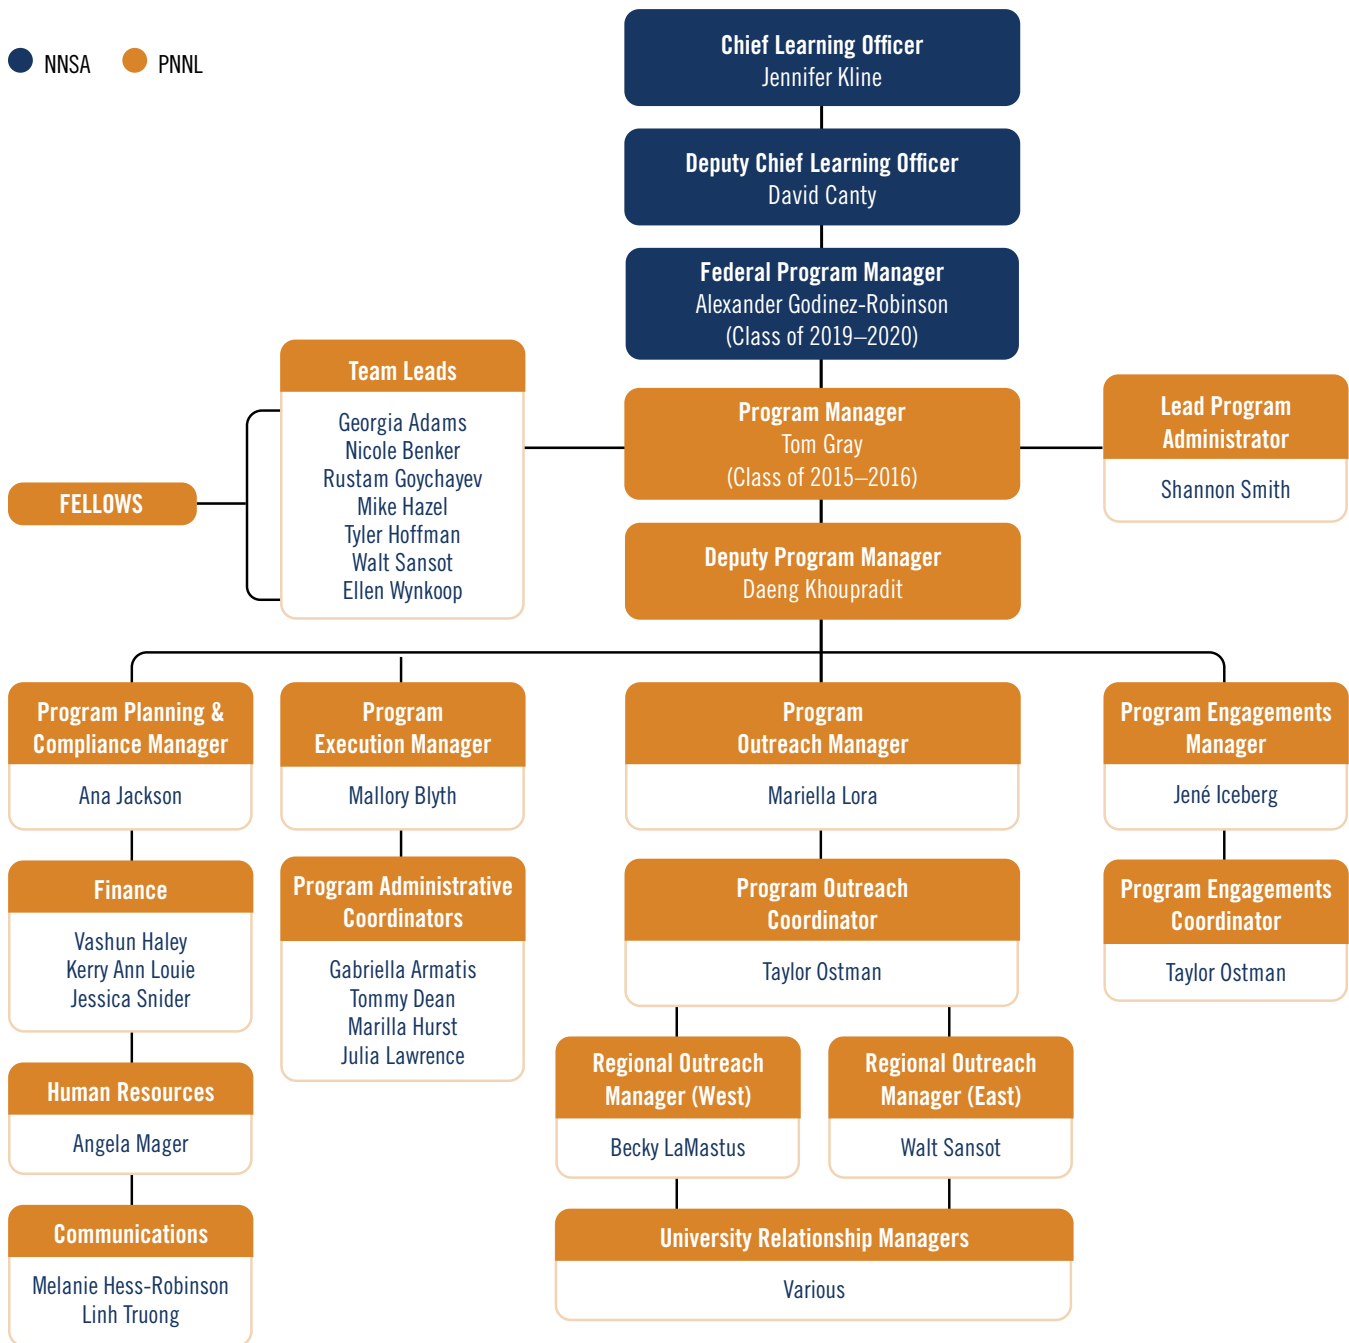 NNSA
PNNL
Chief Learning Officer
Jennifer Kline
Deputy Chief Learning Officer
David Canty
Federal Program Manager
Alexander Godinez-Robinson
(Class of 2019–2020)
Team Leads
Georgia Adams
Nicole Benker
Rustam Goychayev
Mike Hazel
Tyler Hoffman
Walt Sansot
Ellen Wynkoop
FELLOWS
Program Manager
Tom Gray
(Class of 2015–2016)
Lead Program
Administrator
Shannon Smith
Deputy Program Manager
Daeng Khoupradit
Program Planning &
Compliance Manager
Ana Jackson
Finance
Vashun Haley
Kerry Ann Louie
Jessica Snider
Human Resources
Angela Mager
Communications
Melanie Hess-Robinson
Linh Truong
Program
Execution Manager
Mallory Blyth
Program Administrative
Coordinators
Gabriella Armatis
Tommy Dean
Marilla Hurst
Julia Lawrence
Program
Outreach Manager
Mariella Lora
Program Outreach
Coordinator
Taylor Ostman
Regional Outreach
Manager (West)
Becky LaMastus
Regional Outreach
Manager (East)
Walt Sansot
University Relationship Managers
Various
Program Engagements
Manager
Jené Iceberg
Program Engagements
Coordinator
Taylor Ostman